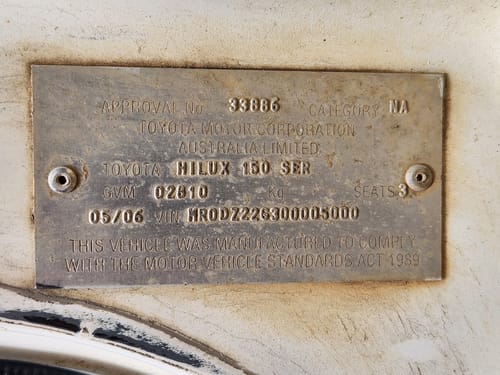 APPROVAL No 33886 CATEGORY NA
TOYOTA MOTOR CORPORATION
AUSTRALIA LIMITED
TOYOTA HILUX 150 SER
GVM 02810 Kg SEATS 3
05/06 VIN MR0DZ226300005000
THIS VEHICLE WAS MANUFACTURED TO COMPLY
WITH THE MOTOR VEHICLE STANDARDS ACT 1989